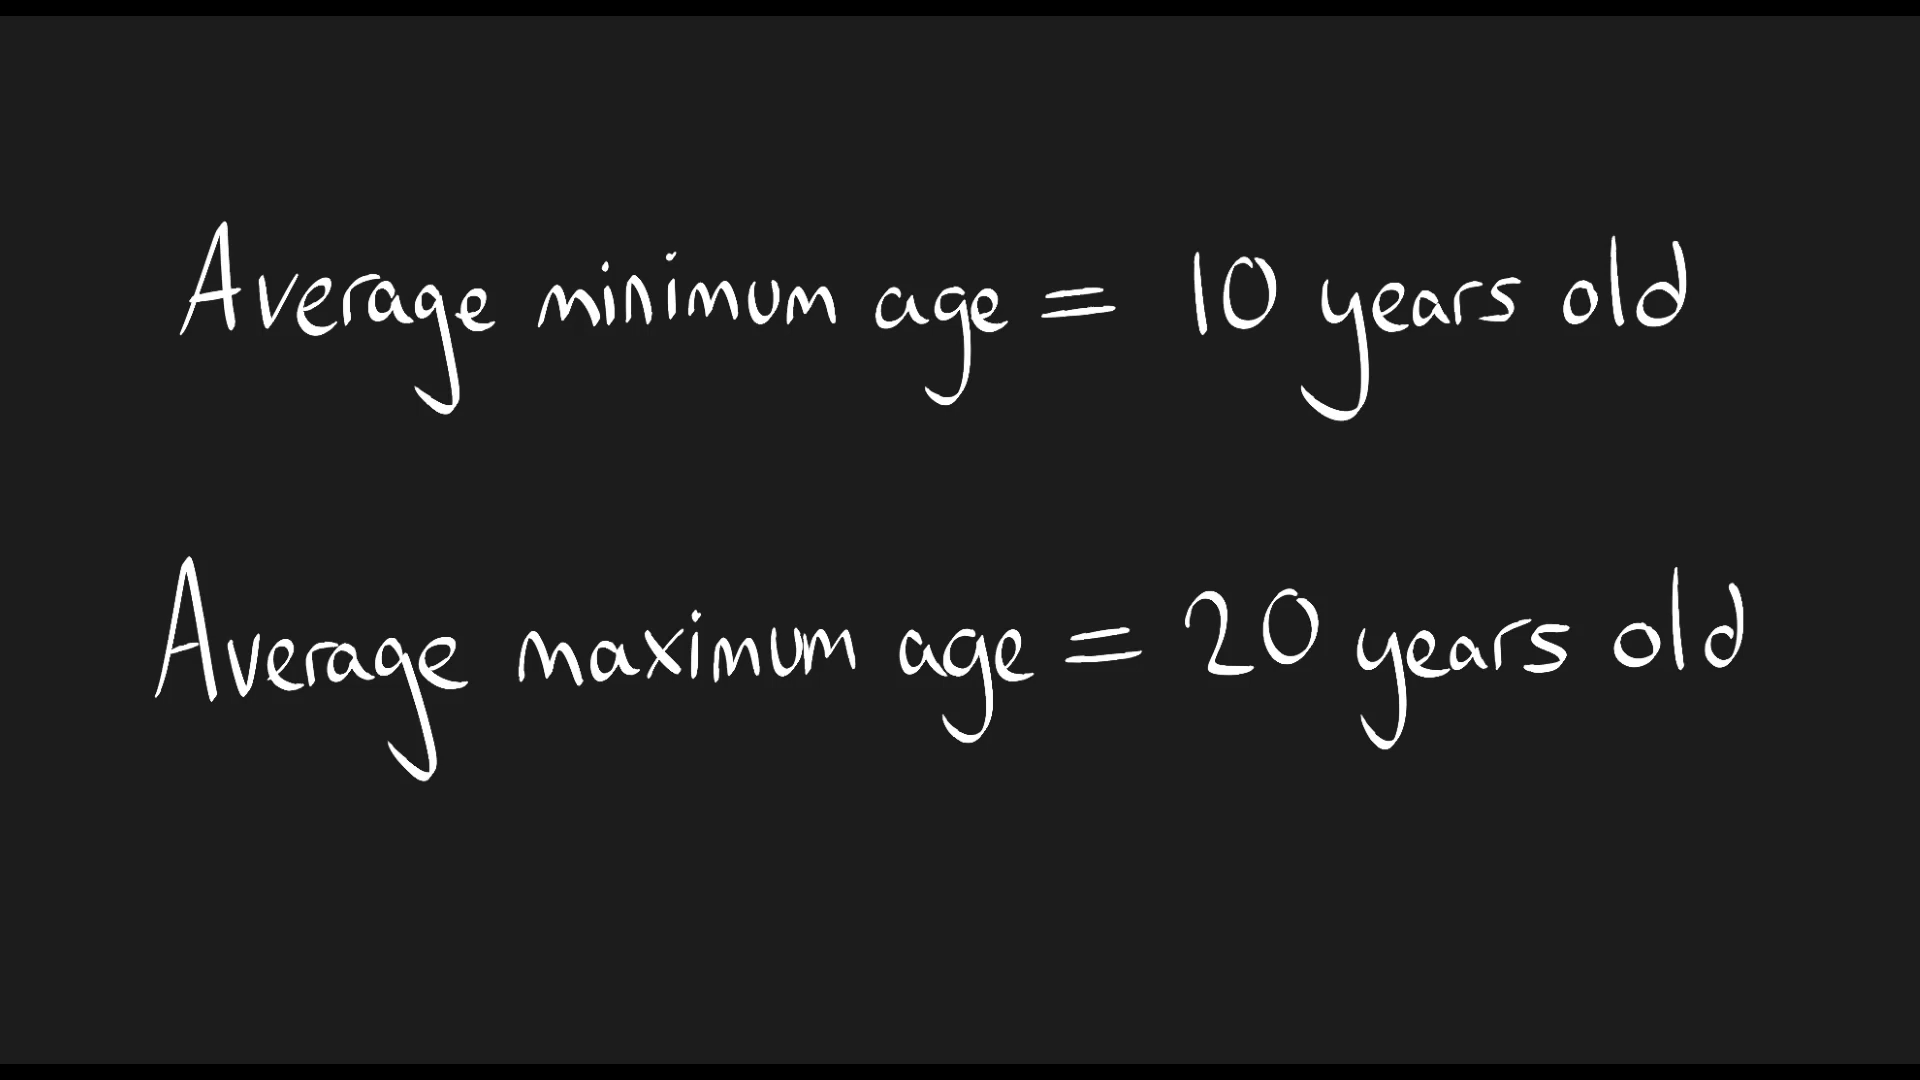 Average minimum age = 10 years old
Average maximum age = 20 years old